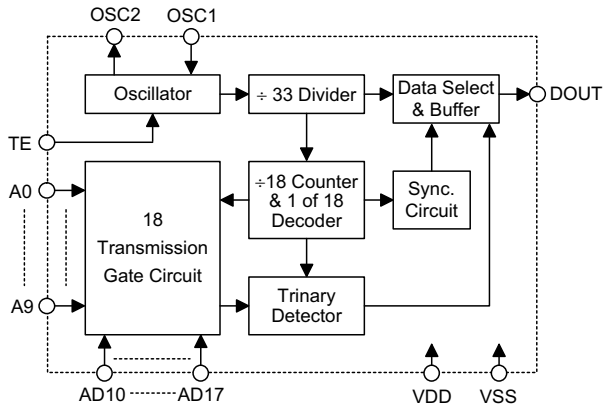 OSC2 OSC1
Oscillator
÷ 33 Divider
Data Select
& Buffer
DOUT
TE
A0
18
Transmission
Gate Circuit
÷18 Counter
& 1 of 18
Decoder
Sync.
Circuit
A9
Trinary
Detector
AD10 AD17
VDD VSS